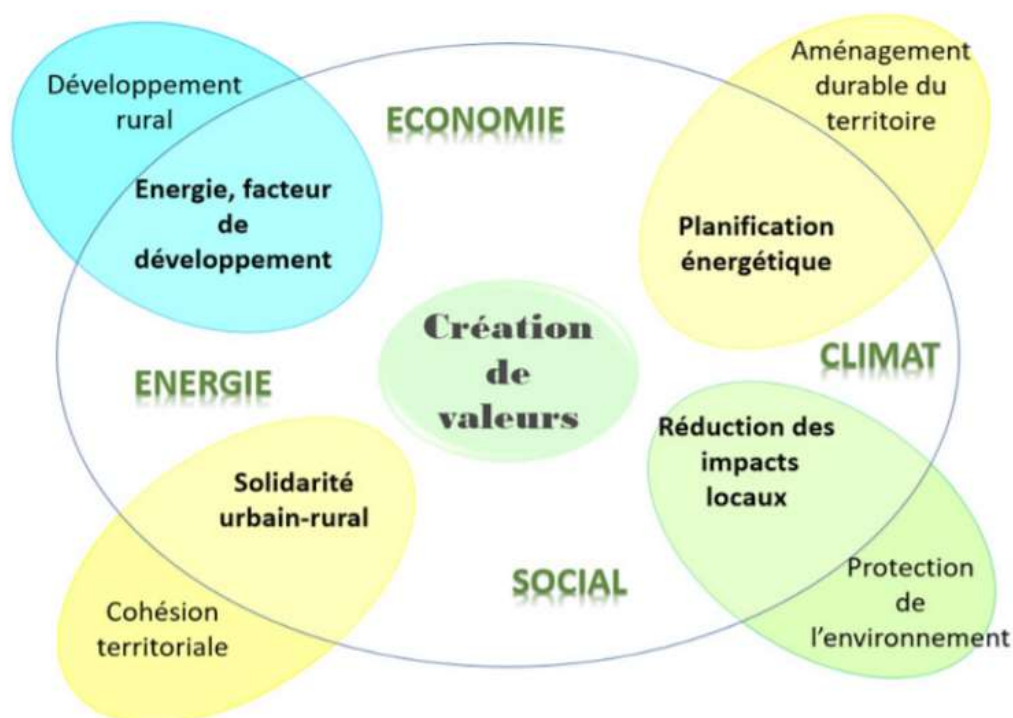 Développement
rural
Energie, facteur
de
développement
ECONOMIE
Aménagement
durable du
territoire
Planification
énergétique
Création
de
valeurs
ENERGIE
CLIMAT
Solidarité
urbain-rural
Cohésion
territoriale
SOCIAL
Réduction des
impacts
locaux
Protection
de
l'environnement